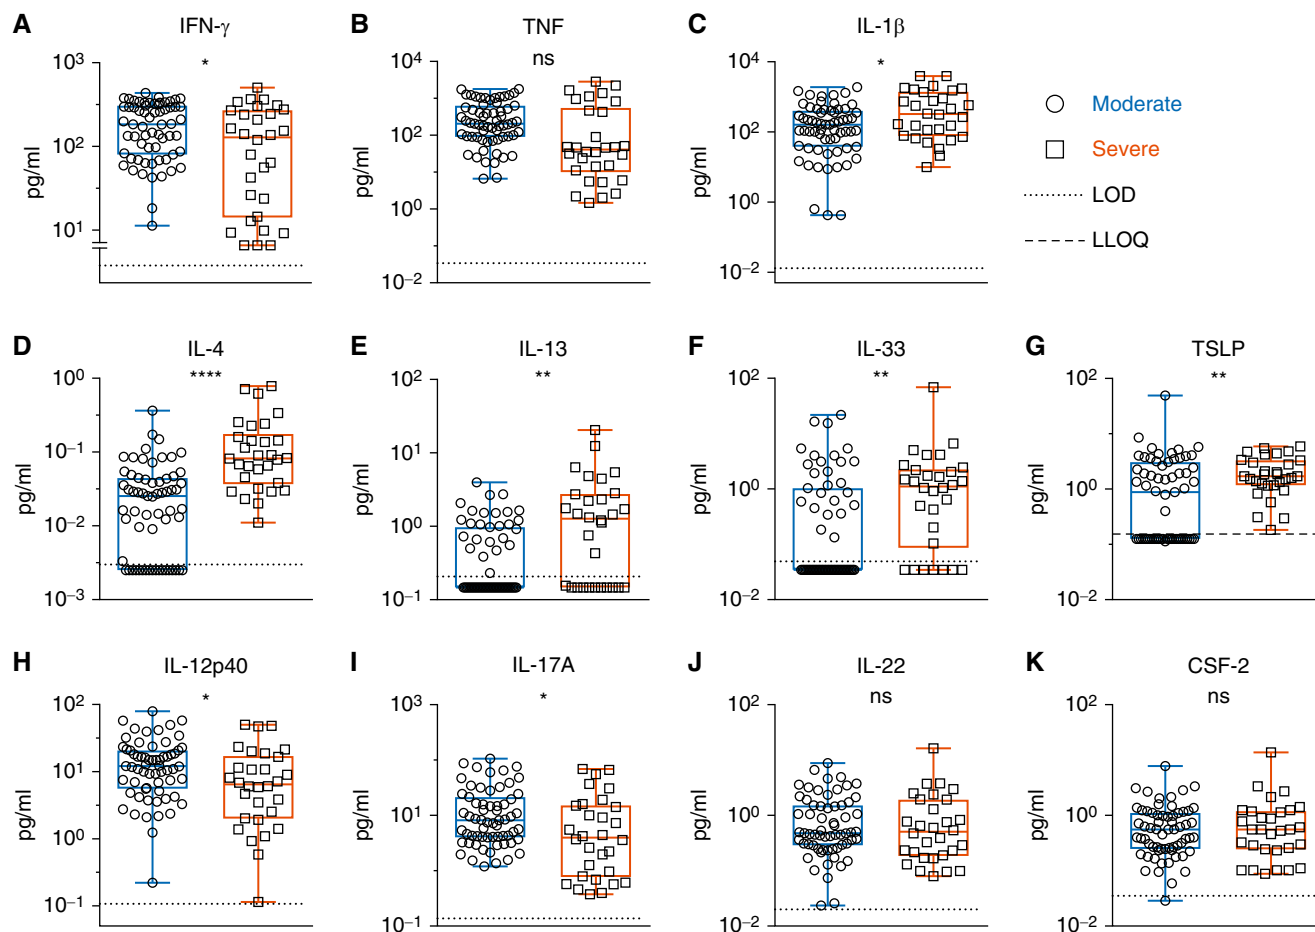 A IFN-γ
*
10³
10²
10¹
pg/ml
B TNF
ns
10⁴
10²
10⁰
10⁻²
pg/ml
C IL-1β
*
10⁴
10²
10⁰
10⁻²
pg/ml
Moderate
Severe
LOD
LLOQ
D IL-4
****
10⁰
10⁻¹
10⁻²
10⁻³
pg/ml
E IL-13
**
10²
10¹
10⁰
10⁻¹
pg/ml
F IL-33
**
10²
10⁰
10⁻²
pg/ml
G TSLP
**
10²
10⁰
10⁻²
pg/ml
H IL-12p40
*
10²
10¹
10⁰
10⁻¹
pg/ml
I IL-17A
*
10³
10¹
10⁻¹
pg/ml
J IL-22
ns
10²
10⁰
10⁻²
pg/ml
K CSF-2
ns
10²
10⁰
10⁻²
pg/ml